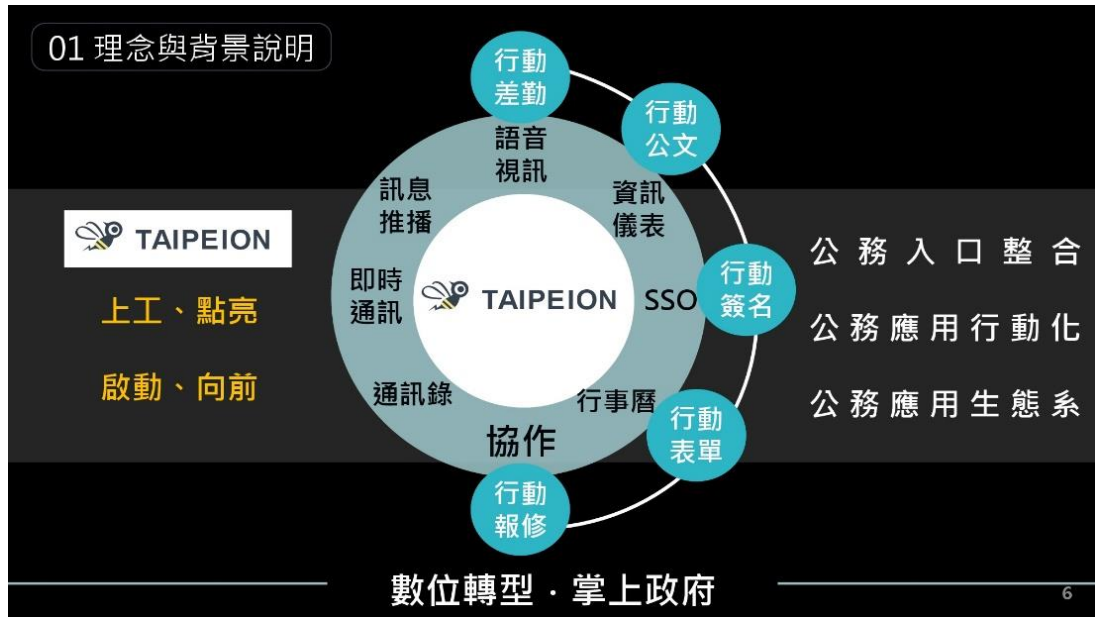 01 理念與背景說明
TAIPEION
上工、點亮
啟動、向前
行動
差勤
行動
公文
行動
簽名
行動
表單
行動
報修
語音
視訊
資訊
儀表
SSO
行事曆
協作
通訊錄
即時
通訊
訊息
推播
TAIPEION
公務入口整合
公務應用行動化
公務應用生態系
數位轉型．掌上政府
6